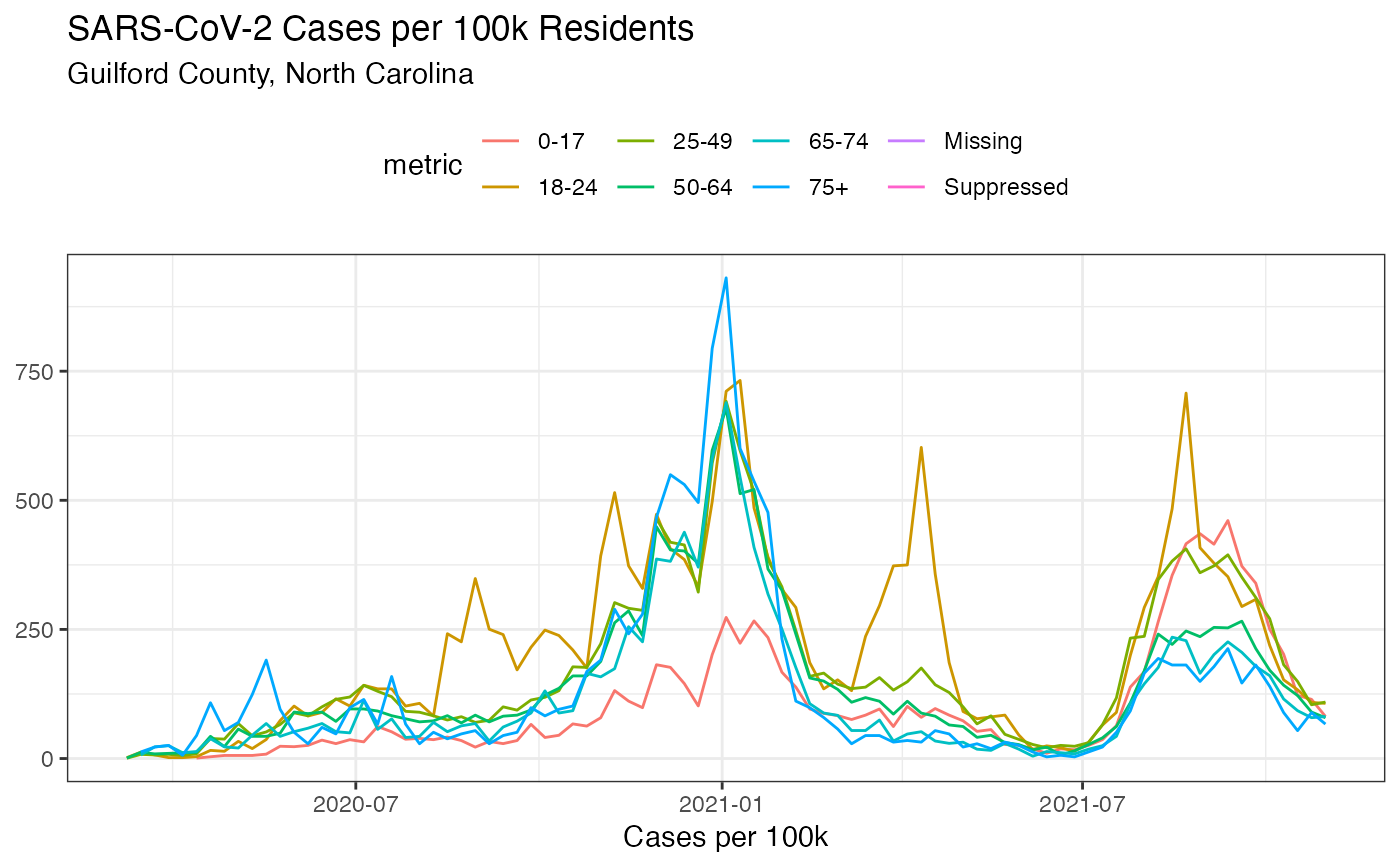 SARS-CoV-2 Cases per 100k Residents
Guilford County, North Carolina
metric
0-17 25-49 65-74 Missing
18-24 50-64 75+ Suppressed
750
500
250
0
2020-07 2021-01 2021-07
Cases per 100k